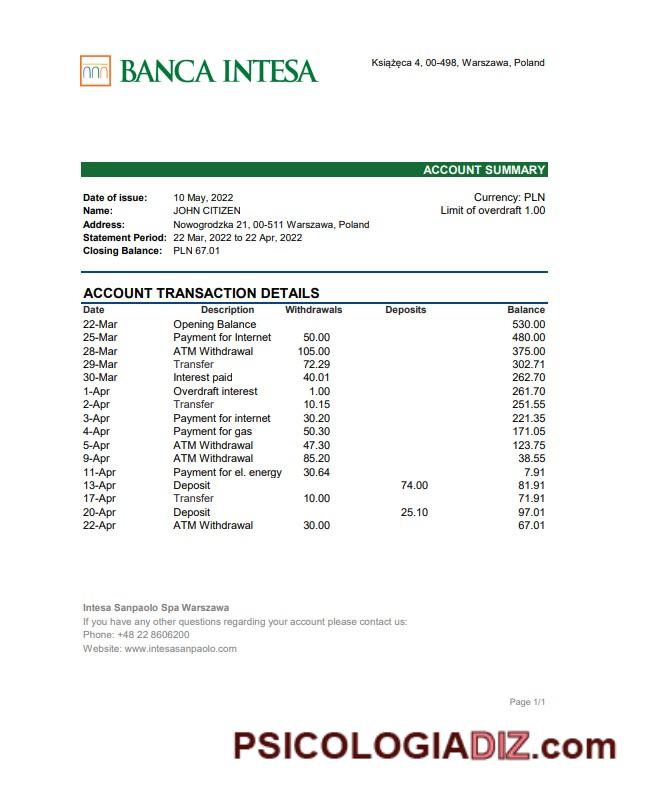 BANCA INTESA
Książęca 4, 00-498, Warszawa, Poland
ACCOUNT SUMMARY
Date of issue: 10 May, 2022 Currency: PLN
Name: JOHN CITIZEN Limit of overdraft 1.00
Address: Nowogrodzka 21, 00-511 Warszawa, Poland
Statement Period: 22 Mar, 2022 to 22 Apr, 2022
Closing Balance: PLN 67.01
ACCOUNT TRANSACTION DETAILS
Date Description Withdrawals Deposits Balance
22-Mar Opening Balance 530.00
25-Mar Payment for Internet 50.00 480.00
28-Mar ATM Withdrawal 105.00 375.00
29-Mar Transfer 72.29 302.71
30-Mar Interest paid 40.01 262.70
1-Apr Overdraft interest 1.00 261.70
2-Apr Transfer 10.15 251.55
3-Apr Payment for internet 30.20 221.35
4-Apr Payment for gas 50.30 171.05
5-Apr ATM Withdrawal 47.30 123.75
9-Apr ATM Withdrawal 85.20 38.55
11-Apr Payment for el. energy 30.64 7.91
13-Apr Deposit 74.00 81.91
17-Apr Transfer 10.00 71.91
20-Apr Deposit 25.10 97.01
22-Apr ATM Withdrawal 30.00 67.01
Intesa Sanpaolo Spa Warszawa
If you have any other questions regarding your account please contact us:
Phone: +48 22 8606200
Website: www.intesasanpaolo.com
Page 1/1
PSICOLOGIADIZ.com